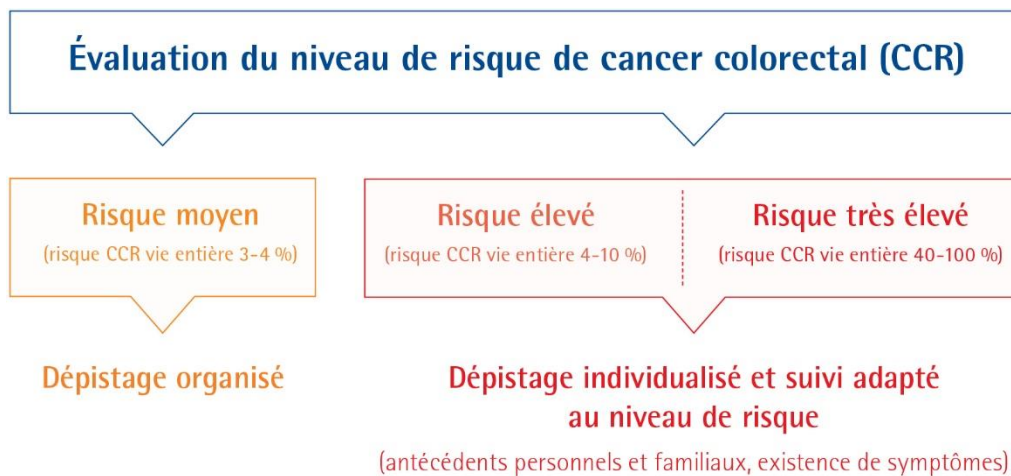 Évaluation du niveau de risque de cancer colorectal (CCR)
Risque moyen
(risque CCR vie entière 3-4 %)
Risque élevé
(risque CCR vie entière 4-10 %)
Risque très élevé
(risque CCR vie entière 40-100 %)
Dépistage organisé
Dépistage individualisé et suivi adapté
au niveau de risque
(antécédents personnels et familiaux, existence de symptômes)